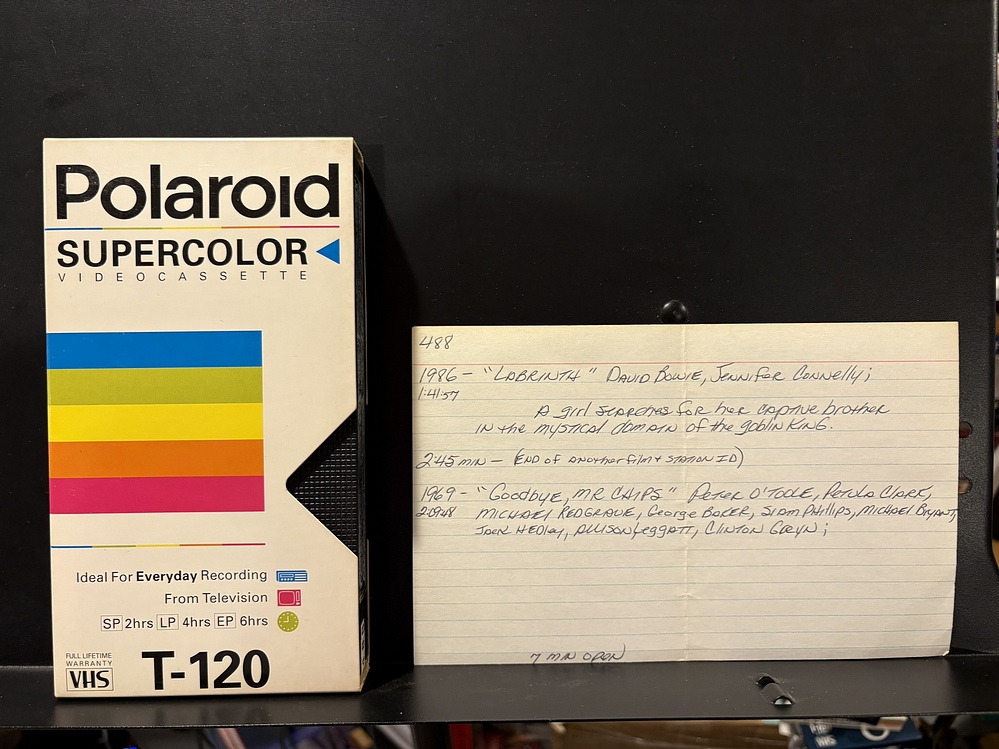 Polaroid
SUPERCOLOR
VIDEOCASSETTE
Ideal For Everyday Recording
From Television
SP 2hrs LP 4hrs EP 6hrs
FULL LIFETIME
WARRANTY
VHS
T-120
488
1986 - "LABRINTH" DAVID BOWIE, JENNIFER CONNELLY;
1:41:57
A girl SEARCHES FOR her CAPTIVE brother
IN the MYSTICAL DOMAIN OF the goblin KING.
2:45 MIN - (END OF ANOTHER FILM + STATION ID)
1969 - "Goodbye, MR CHIPS" PETER O'TOOLE, PETULA CLARK,
2:09:48 MICHAEL REDGRAVE, George BAKER, SIAM PHILLIPS, MICHAEL BRYANT,
JACK HEDLEY, ALLISON LEGGATT, CLINTON GREYN;
7 MIN OPEN